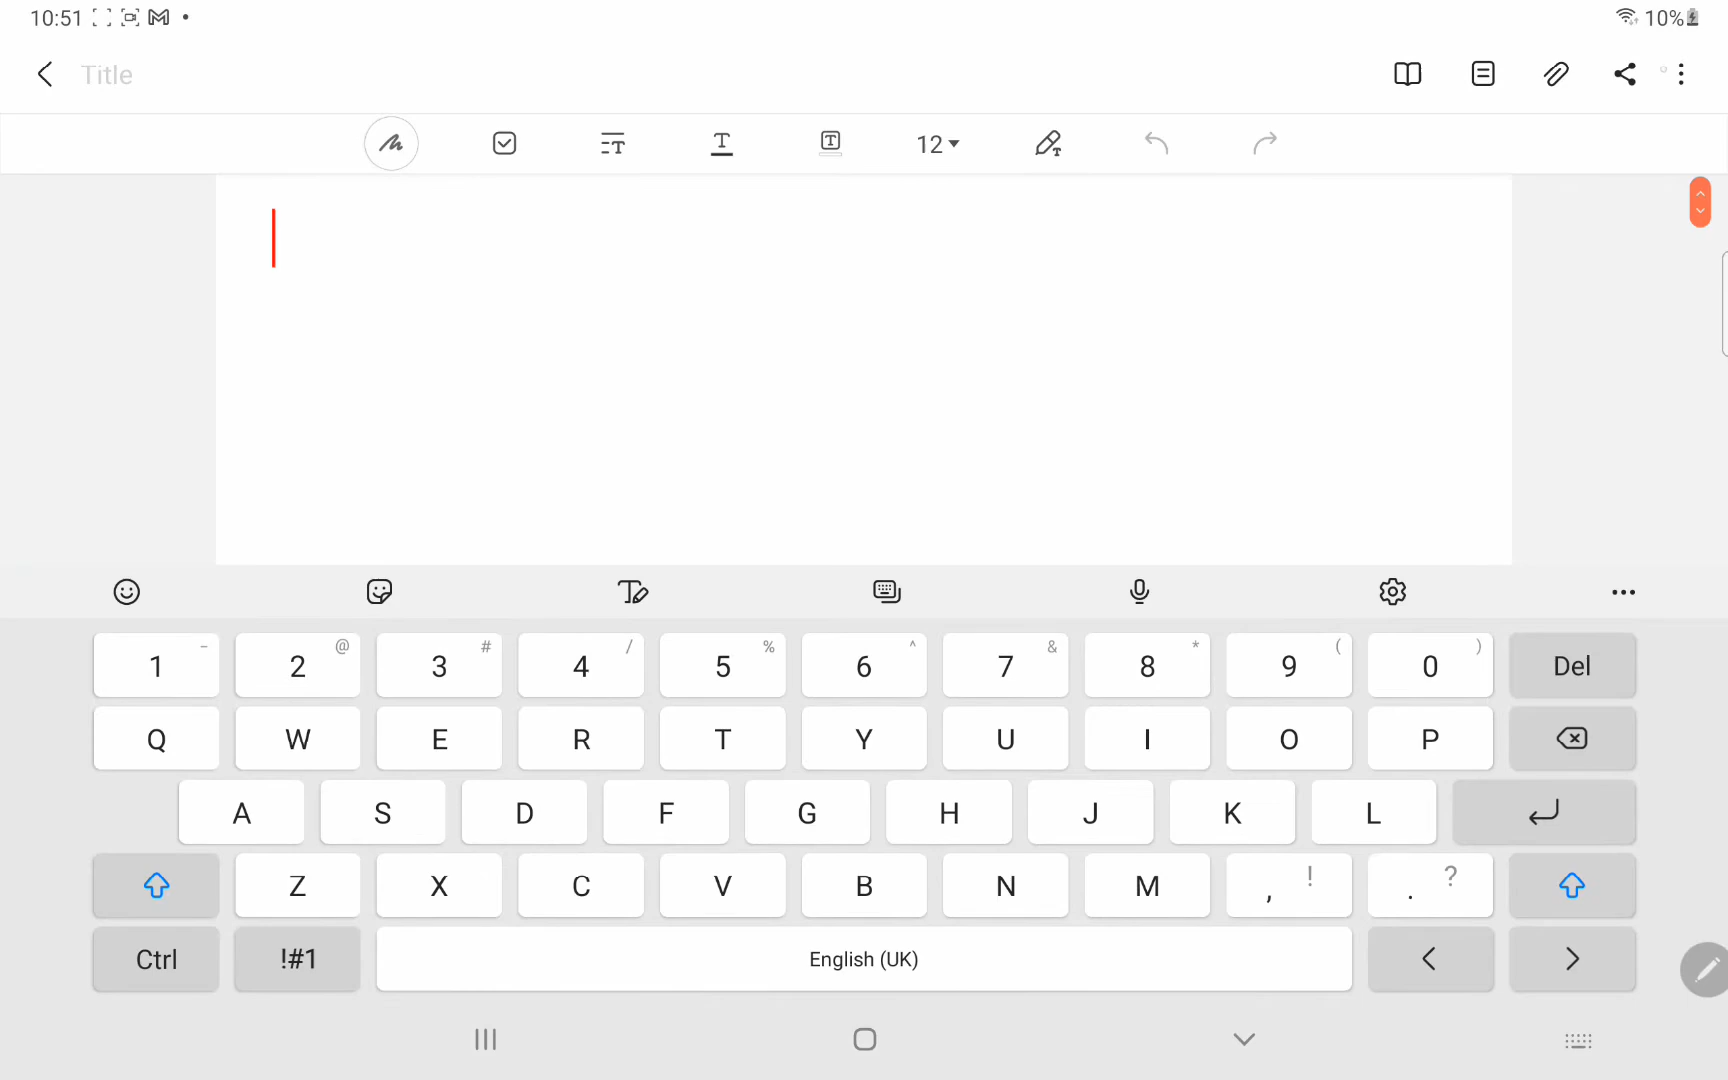 10:51 10%
Title
12
1 - 2 @ 3 # 4 / 5 % 6 ^ 7 & 8 * 9 ( 0 ) Del
Q W E R T Y U I O P
A S D F G H J K L
Z X C V B N M , ! . ?
Ctrl !#1 English (UK) < >